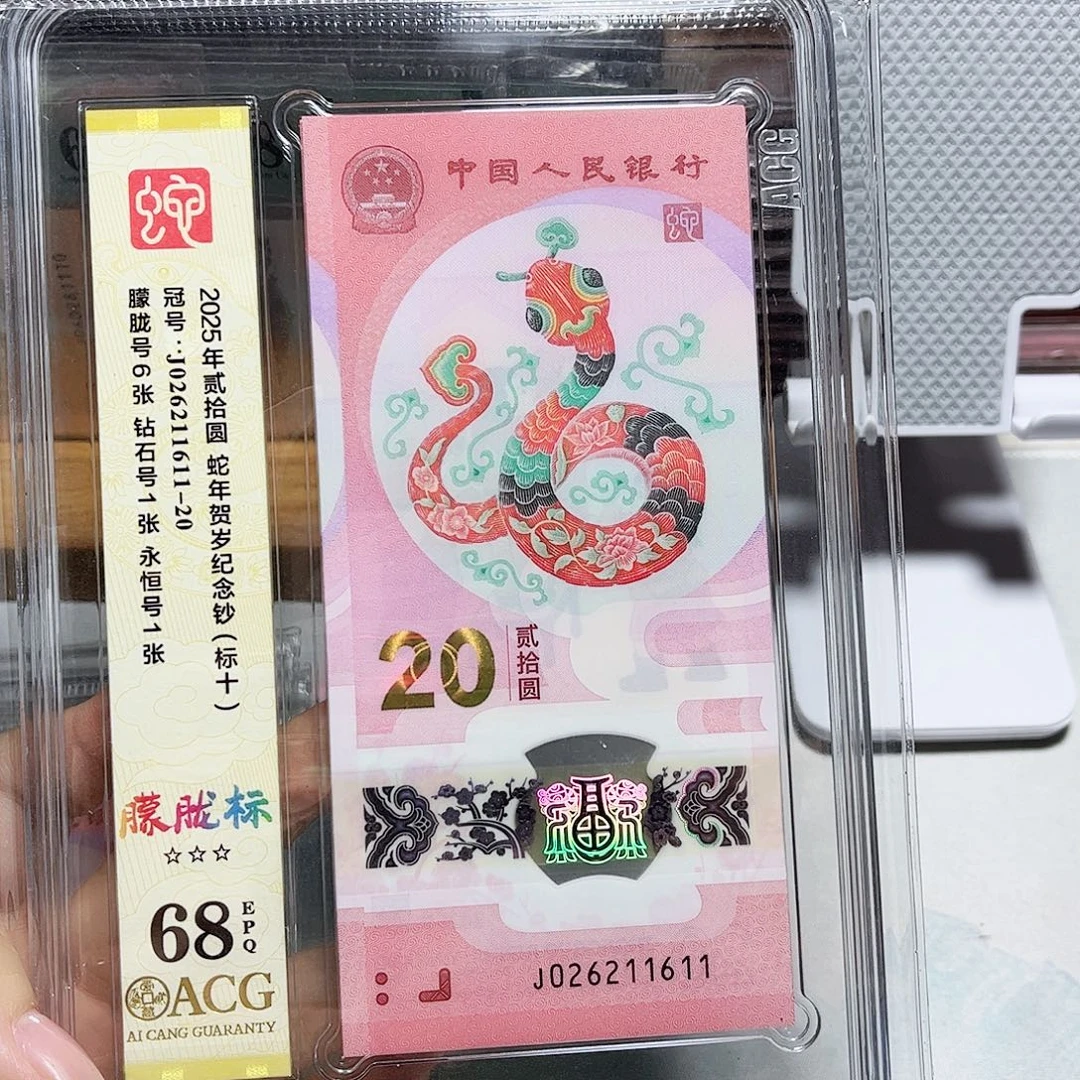 蛇
2025年贰拾圆 蛇年贺岁纪念钞(标十)
冠号:J026211611-20
朦胧号6张 钻石号1张 永恒号1张
朦胧标
☆☆☆
68
EPQ
ACG
AI CANG GUARANTY
中国人民银行
蛇
20
贰拾圆
J026211611
ACG